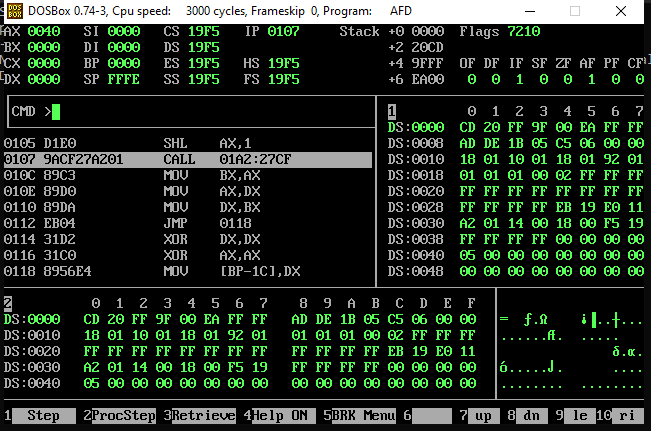 DOSBox 0.74-3, Cpu speed: 3000 cycles, Frameskip 0, Program: AFD
AX 0040 SI 0000 CS 19F5 IP 0107 Stack +0 0000 Flags 7210
BX 0000 DI 0000 DS 19F5 +2 20CD
CX 0000 BP 0000 ES 19F5 HS 19F5 +4 9FFF OF DF IF SF ZF AF PF CF
DX 0000 SP FFFE SS 19F5 FS 19F5 +6 EA00 0 0 1 0 0 1 0 0
CMD >
1 0 1 2 3 4 5 6 7
DS:0000 CD 20 FF 9F 00 EA FF FF
0105 D1E0 SHL AX,1 DS:0008 AD DE 1B 05 C5 06 00 00
0107 9ACF27A201 CALL 01A2:27CF DS:0010 18 01 10 01 18 01 92 01
010C 89C3 MOV BX,AX DS:0018 01 01 01 00 02 FF FF FF
010E 89D0 MOV AX,DX DS:0020 FF FF FF FF FF FF FF FF
0110 89DA MOV DX,BX DS:0028 FF FF FF FF EB 19 E0 11
0112 EB04 JMP 0118 DS:0030 A2 01 14 00 18 00 F5 19
0114 31D2 XOR DX,DX DS:0038 FF FF FF FF 00 00 00 00
0116 31C0 XOR AX,AX DS:0040 05 00 00 00 00 00 00 00
0118 8956E4 MOV [BP-1C],DX DS:0048 00 00 00 00 00 00 00 00
2 0 1 2 3 4 5 6 7 8 9 A B C D E F
DS:0000 CD 20 FF 9F 00 EA FF FF AD DE 1B 05 C5 06 00 00
DS:0010 18 01 10 01 18 01 92 01 01 01 01 00 02 FF FF FF
DS:0020 FF FF FF FF FF FF FF FF FF FF FF FF EB 19 E0 11
DS:0030 A2 01 14 00 18 00 F5 19 FF FF FF FF 00 00 00 00
DS:0040 05 00 00 00 00 00 00 00 00 00 00 00 00 00 00 00
1 Step 2 ProcStep 3 Retrieve 4 Help ON 5 BRK Menu 6 7 up 8 dn 9 le 10 ri